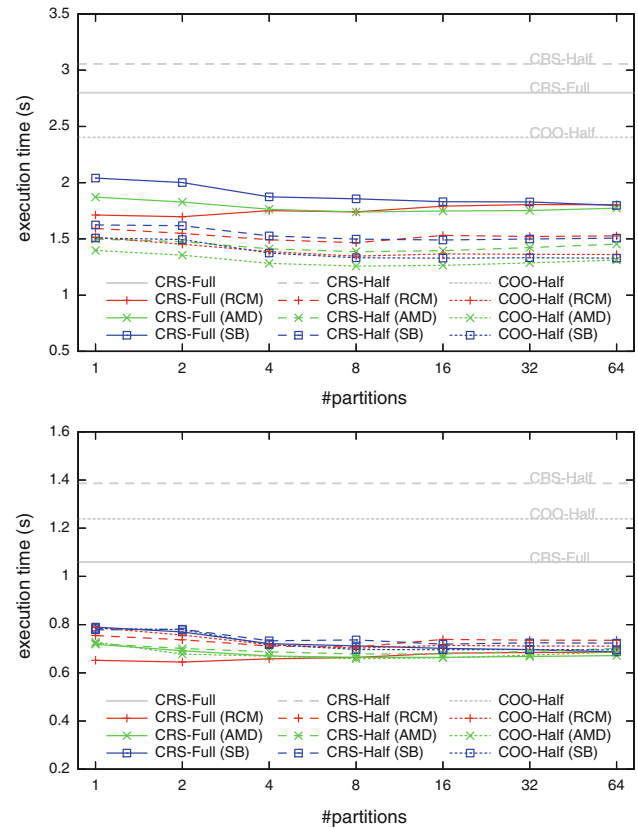 3.5
3
2.5
2
1.5
1
0.5
execution time (s)
CRS-Half
CRS-Full
COO-Half
CRS-Full CRS-Half COO-Half
CRS-Full (RCM) CRS-Half (RCM) COO-Half (RCM)
CRS-Full (AMD) CRS-Half (AMD) COO-Half (AMD)
CRS-Full (SB) CRS-Half (SB) COO-Half (SB)
1 2 4 8 16 32 64
#partitions
1.6
1.4
1.2
1
0.8
0.6
0.4
0.2
execution time (s)
CRS-Half
COO-Half
CRS-Full
CRS-Full CRS-Half COO-Half
CRS-Full (RCM) CRS-Half (RCM) COO-Half (RCM)
CRS-Full (AMD) CRS-Half (AMD) COO-Half (AMD)
CRS-Full (SB) CRS-Half (SB) COO-Half (SB)
1 2 4 8 16 32 64
#partitions